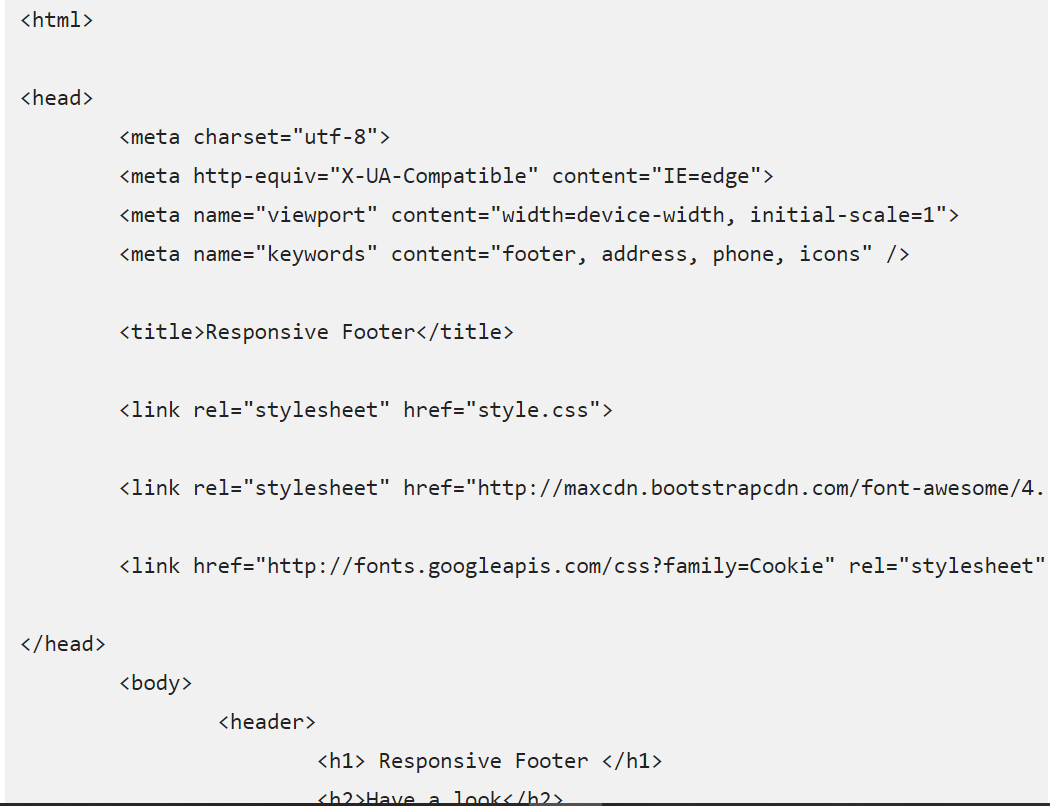 <html>
<head>
<meta charset="utf-8">
<meta http-equiv="X-UA-Compatible" content="IE=edge">
<meta name="viewport" content="width=device-width, initial-scale=1">
<meta name="keywords" content="footer, address, phone, icons" />
<title>Responsive Footer</title>
<link rel="stylesheet" href="style.css">
<link rel="stylesheet" href="http://maxcdn.bootstrapcdn.com/font-awesome/4.
<link href="http://fonts.googleapis.com/css?family=Cookie" rel="stylesheet"
</head>
<body>
<header>
<h1> Responsive Footer </h1>
<h2>Have a look</h2>